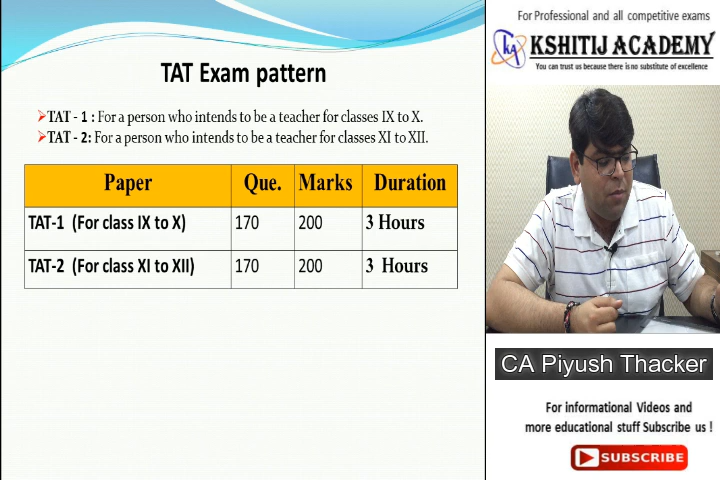 TAT Exam pattern
TAT - 1 : For a person who intends to be a teacher for classes IX to X.
TAT - 2: For a person who intends to be a teacher for classes XI to XII.
Paper Que. Marks Duration
TAT-1 (For class IX to X) 170 200 3 Hours
TAT-2 (For class XI to XII) 170 200 3 Hours
For Professional and all competitive exams
KA KSHITIJ ACADEMY
You can trust us because there is no substitute of excellence
CA Piyush Thacker
For informational Videos and
more educational stuff Subscribe us !
SUBSCRIBE